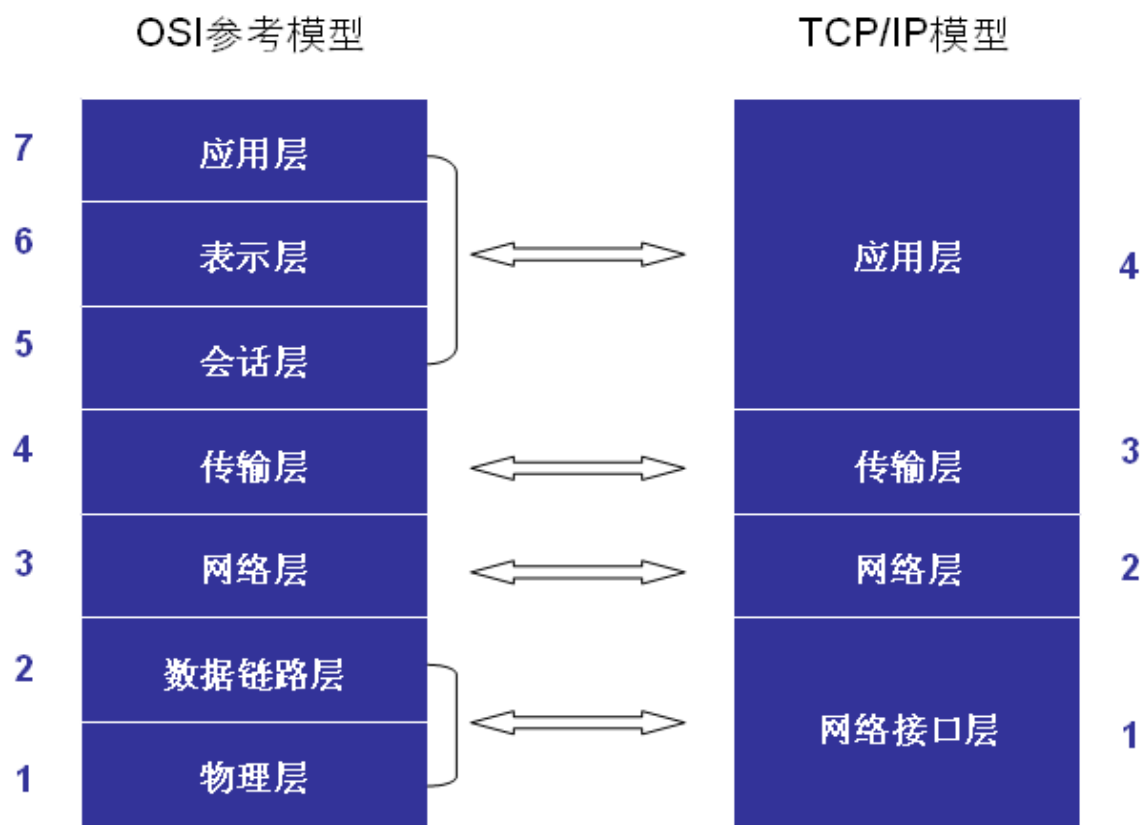 OSI参考模型
TCP/IP模型
7
应用层
6
表示层
5
会话层
4
传输层
3
网络层
2
数据链路层
1
物理层
应用层
4
传输层
3
网络层
2
网络接口层
1